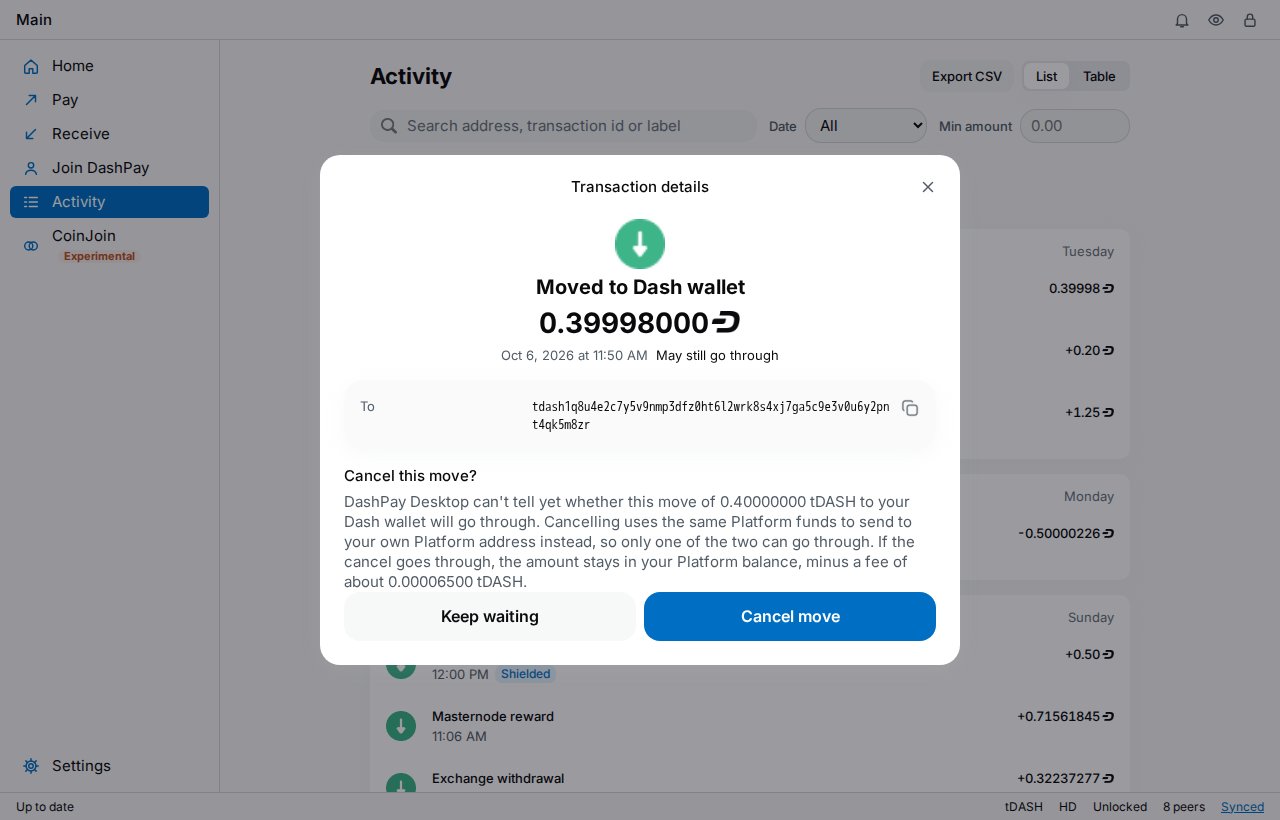 Main
Home
Pay
Receive
Join DashPay
Activity
CoinJoin
Experimental
Settings
Activity
Export CSV
List
Table
Search address, transaction id or label
Date
All
Min amount
0.00
Tuesday
0.39998
+0.20
+1.25
Monday
-0.50000226
Sunday
+0.50
12:00 PM Shielded
Masternode reward
+0.71561845
11:06 AM
Exchange withdrawal
+0.32237277
Transaction details
Moved to Dash wallet
0.39998000
Oct 6, 2026 at 11:50 AM May still go through
To
tdash1q8u4e2c7y5v9nmp3dfz0ht6l2wrk8s4xj7ga5c9e3v0u6y2pn
t4qk5m8zr
Cancel this move?
DashPay Desktop can't tell yet whether this move of 0.40000000 tDASH to your
Dash wallet will go through. Cancelling uses the same Platform funds to send to
your own Platform address instead, so only one of the two can go through. If the
cancel goes through, the amount stays in your Platform balance, minus a fee of
about 0.00006500 tDASH.
Keep waiting
Cancel move
Up to date
tDASH
HD
Unlocked
8 peers
Synced